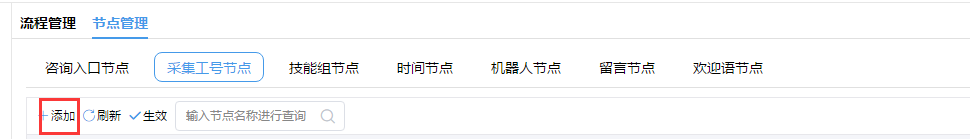 流程管理 节点管理
咨询入口节点 采集工号节点 技能组节点 时间节点 机器人节点 留言节点 欢迎语节点
+ 添加 刷新 生效 输入节点名称进行查询